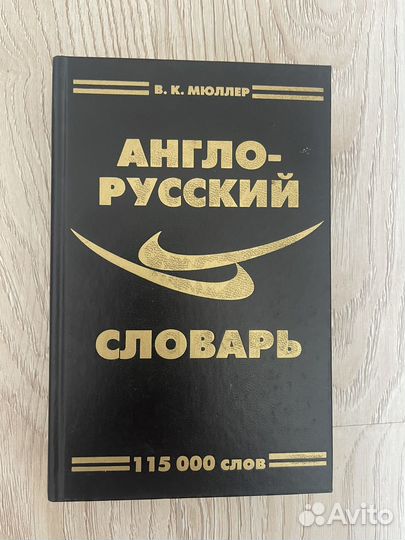 В. К. МЮЛЛЕР
АНГЛО-
РУССКИЙ
СЛОВАРЬ
115 000 СЛОВ
Avito